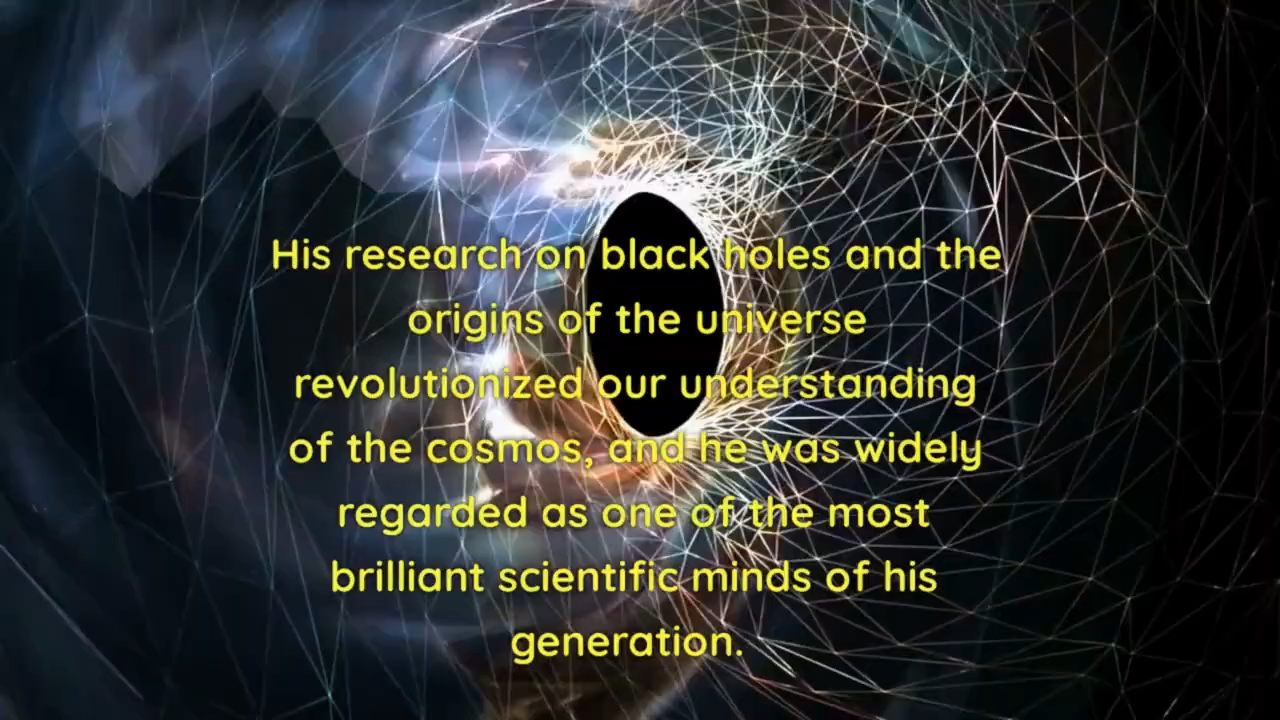 His research on black holes and the
origins of the universe
revolutionized our understanding
of the cosmos, and he was widely
regarded as one of the most
brilliant scientific minds of his
generation.